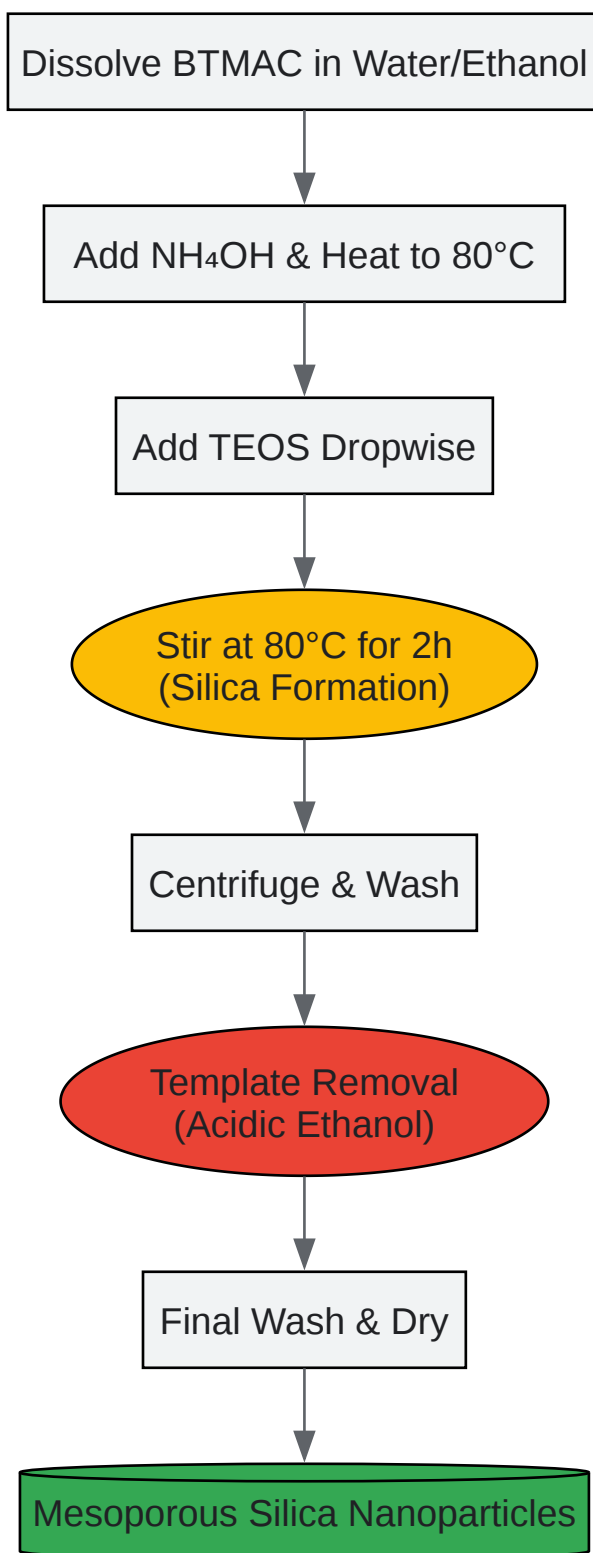 Dissolve BTMAC in Water/Ethanol
Add NH₄OH & Heat to 80°C
Add TEOS Dropwise
Stir at 80°C for 2h
(Silica Formation)
Centrifuge & Wash
Template Removal
(Acidic Ethanol)
Final Wash & Dry
Mesoporous Silica Nanoparticles